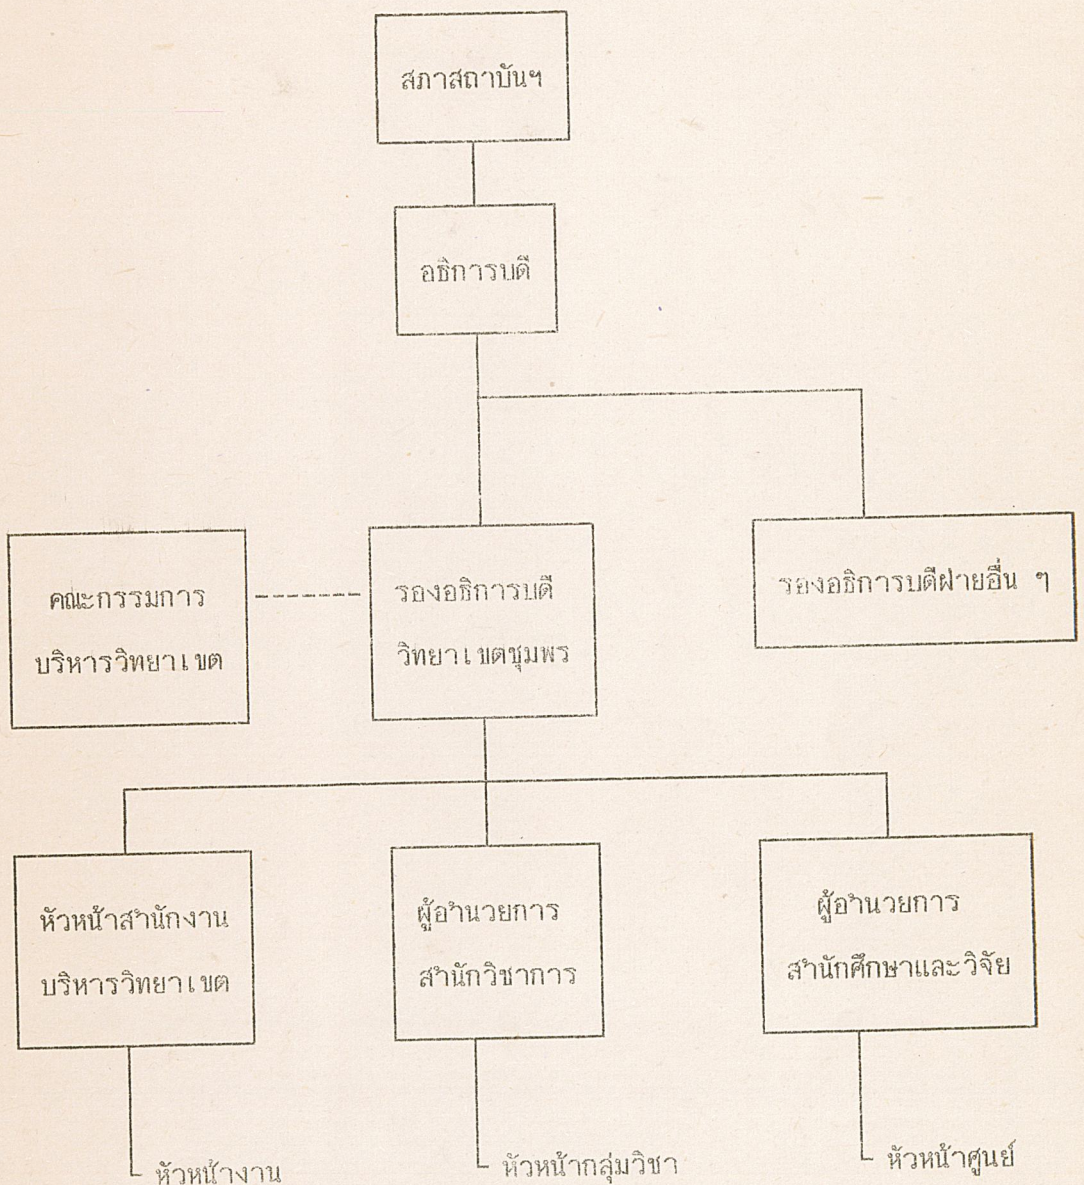 สภาสถาบันฯ
อธิการบดี
คณะกรรมการ
บริหารวิทยาเขต
รองอธิการบดี
วิทยาเขตชุมพร
รองอธิการบดีฝ่ายอื่น ๆ
หัวหน้าสำนักงาน
บริหารวิทยาเขต
ผู้อำนวยการ
สำนักวิชาการ
ผู้อำนวยการ
สำนักศึกษาและวิจัย
หัวหน้างาน
หัวหน้ากลุ่มวิชา
หัวหน้าศูนย์